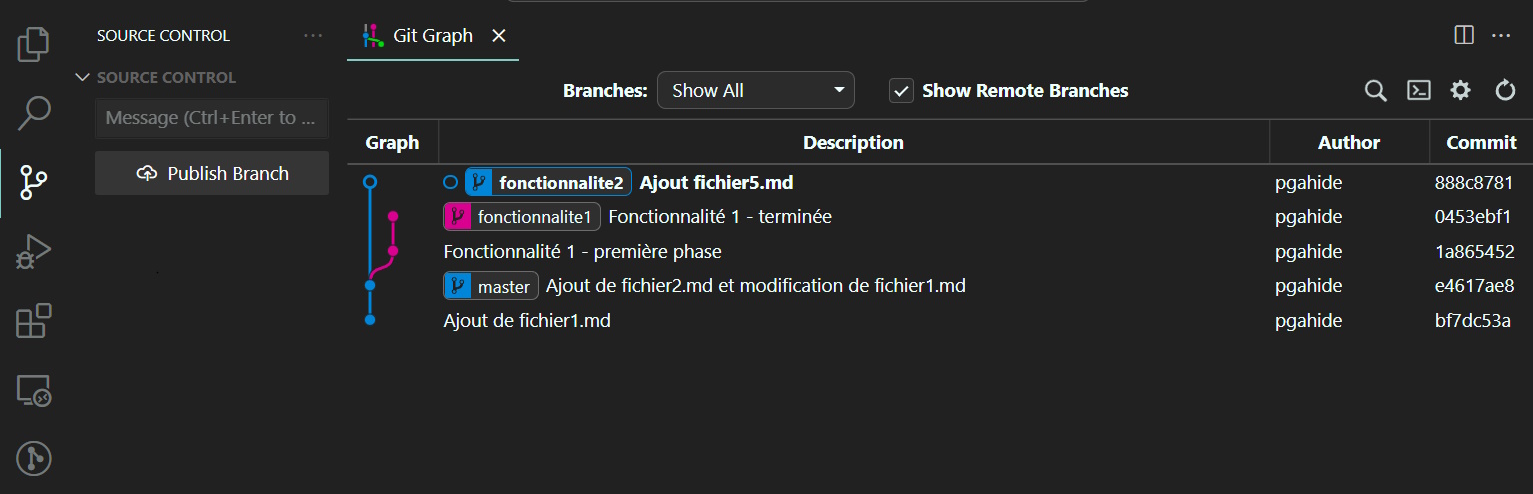 SOURCE CONTROL
SOURCE CONTROL
Message (Ctrl+Enter to ...
Publish Branch
Git Graph
Branches: Show All Show Remote Branches
Graph Description Author Commit
fonctionnalite2 Ajout fichier5.md pgahide 888c8781
fonctionnalite1 Fonctionnalité 1 - terminée pgahide 0453ebf1
Fonctionnalité 1 - première phase pgahide 1a865452
master Ajout de fichier2.md et modification de fichier1.md pgahide e4617ae8
Ajout de fichier1.md pgahide bf7dc53a